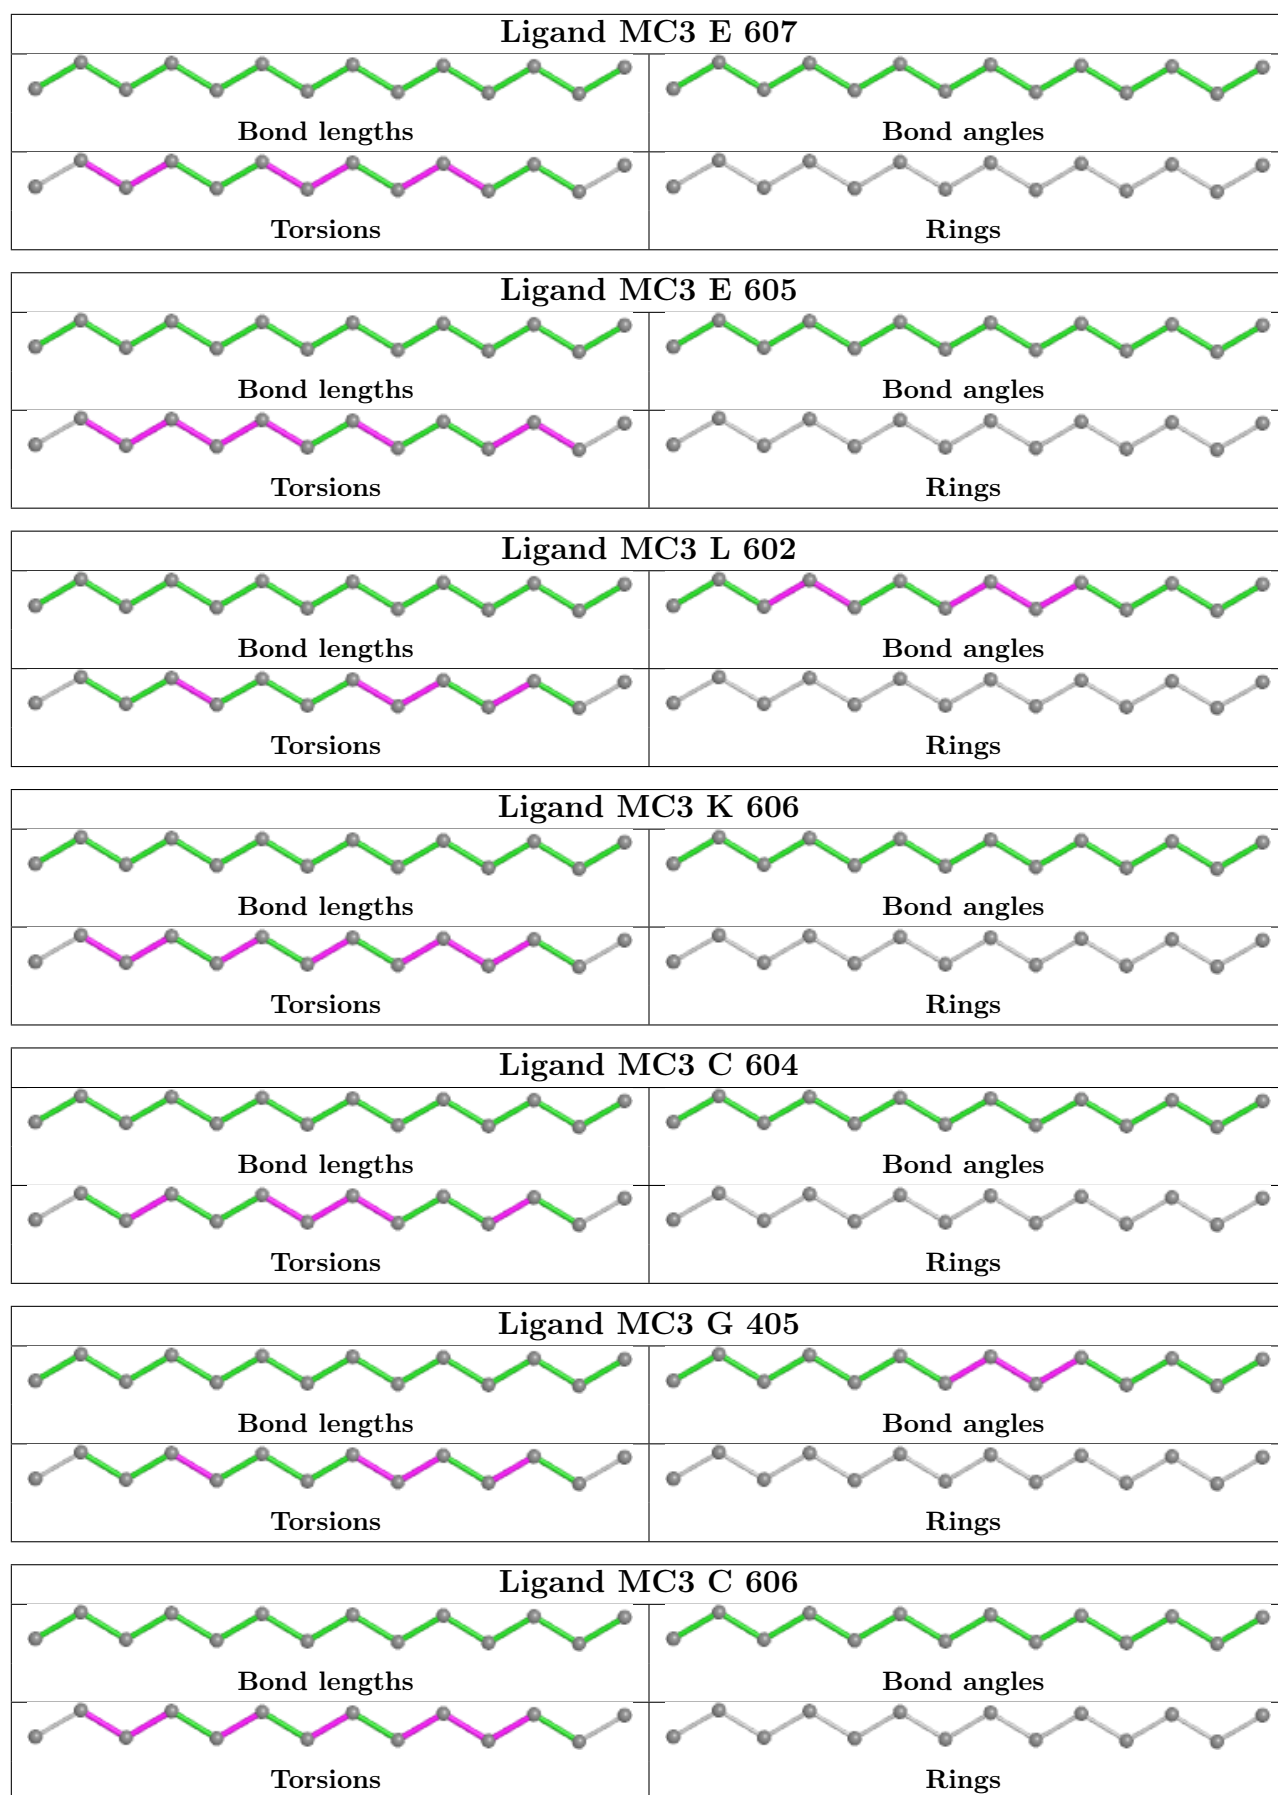 Ligand MC3 E 607
Bond lengths
Bond angles
Torsions
Rings
Ligand MC3 E 605
Bond lengths
Bond angles
Torsions
Rings
Ligand MC3 L 602
Bond lengths
Bond angles
Torsions
Rings
Ligand MC3 K 606
Bond lengths
Bond angles
Torsions
Rings
Ligand MC3 C 604
Bond lengths
Bond angles
Torsions
Rings
Ligand MC3 G 405
Bond lengths
Bond angles
Torsions
Rings
Ligand MC3 C 606
Bond lengths
Bond angles
Torsions
Rings